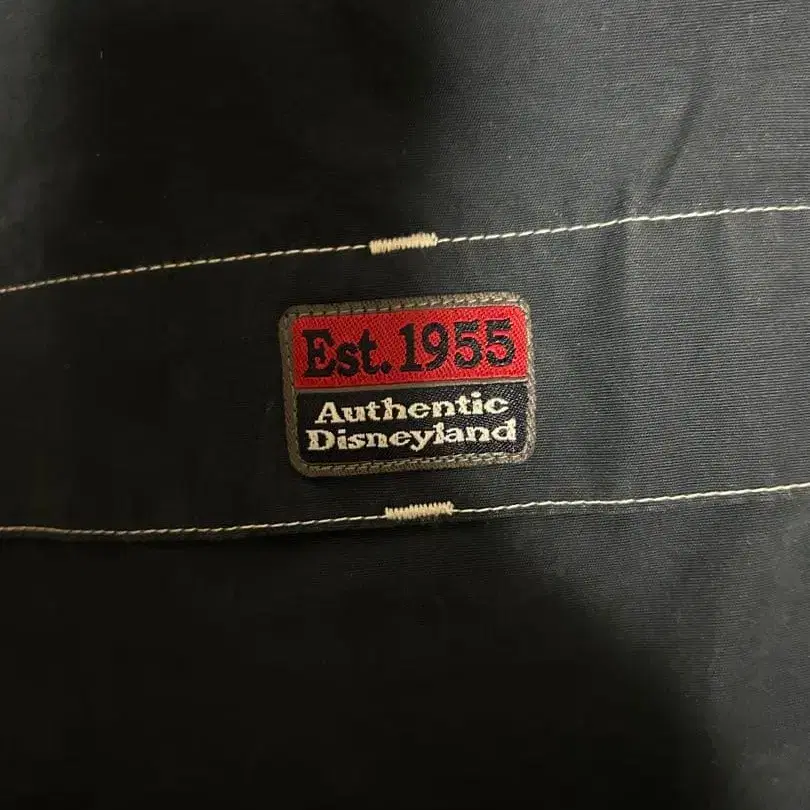 Est. 1955
Authentic
Disneyland